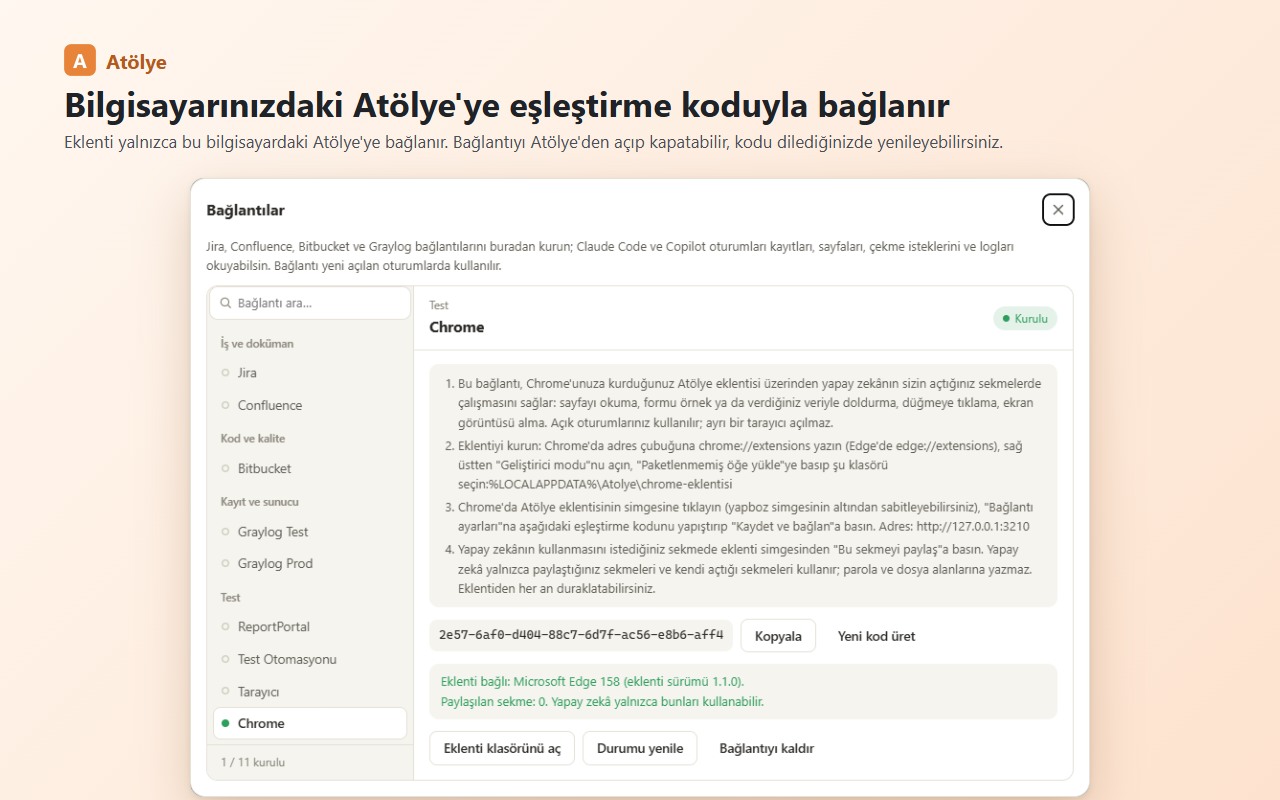 A Atölye
Bilgisayarınızdaki Atölye'ye eşleştirme koduyla bağlanır
Eklenti yalnızca bu bilgisayardaki Atölye'ye bağlanır. Bağlantıyı Atölye'den açıp kapatabilir, kodu dilediğinizde yenileyebilirsiniz.
Bağlantılar
Jira, Confluence, Bitbucket ve Graylog bağlantılarını buradan kurun; Claude Code ve Copilot oturumları kayıtları, sayfaları, çekme isteklerini ve logları
okuyabilsin. Bağlantı yeni açılan oturumlarda kullanılır.
Bağlantı ara...
İş ve doküman
Jira
Confluence
Kod ve kalite
Bitbucket
Kayıt ve sunucu
Graylog Test
Graylog Prod
Test
ReportPortal
Test Otomasyonu
Tarayıcı
Chrome
1 / 11 kurulu
Test
Chrome
Kurulu
1. Bu bağlantı, Chrome'unuza kurduğunuz Atölye eklentisi üzerinden yapay zekânın sizin açtığınız sekmelerde
çalışmasını sağlar: sayfayı okuma, formu örnek ya da verdiğiniz veriyle doldurma, düğmeye tıklama, ekran
görüntüsü alma. Açık oturumlarınız kullanılır; ayrı bir tarayıcı açılmaz.
2. Eklentiyi kurun: Chrome'da adres çubuğuna chrome://extensions yazın (Edge'de edge://extensions), sağ
üstten "Geliştirici modu"nu açın, "Paketlenmemiş öğe yükle"ye basıp şu klasörü
seçin:%LOCALAPPDATA%\Atolye\chrome-eklentisi
3. Chrome'da Atölye eklentisinin simgesine tıklayın (yapboz simgesinin altından sabitleyebilirsiniz), "Bağlantı
ayarları"na aşağıdaki eşleştirme kodunu yapıştırıp "Kaydet ve bağlan"a basın. Adres: http://127.0.0.1:3210
4. Yapay zekânın kullanmasını istediğiniz sekmede eklenti simgesinden "Bu sekmeyi paylaş"a basın. Yapay
zekâ yalnızca paylaştığınız sekmeleri ve kendi açtığı sekmeleri kullanır; parola ve dosya alanlarına yazmaz.
Eklentiden her an duraklatabilirsiniz.
2e57-6af0-d404-88c7-6d7f-ac56-e8b6-aff4 Kopyala Yeni kod üret
Eklenti bağlı: Microsoft Edge 158 (eklenti sürümü 1.1.0).
Paylaşılan sekme: 0. Yapay zekâ yalnızca bunları kullanabilir.
Eklenti klasörünü aç Durumu yenile Bağlantıyı kaldır